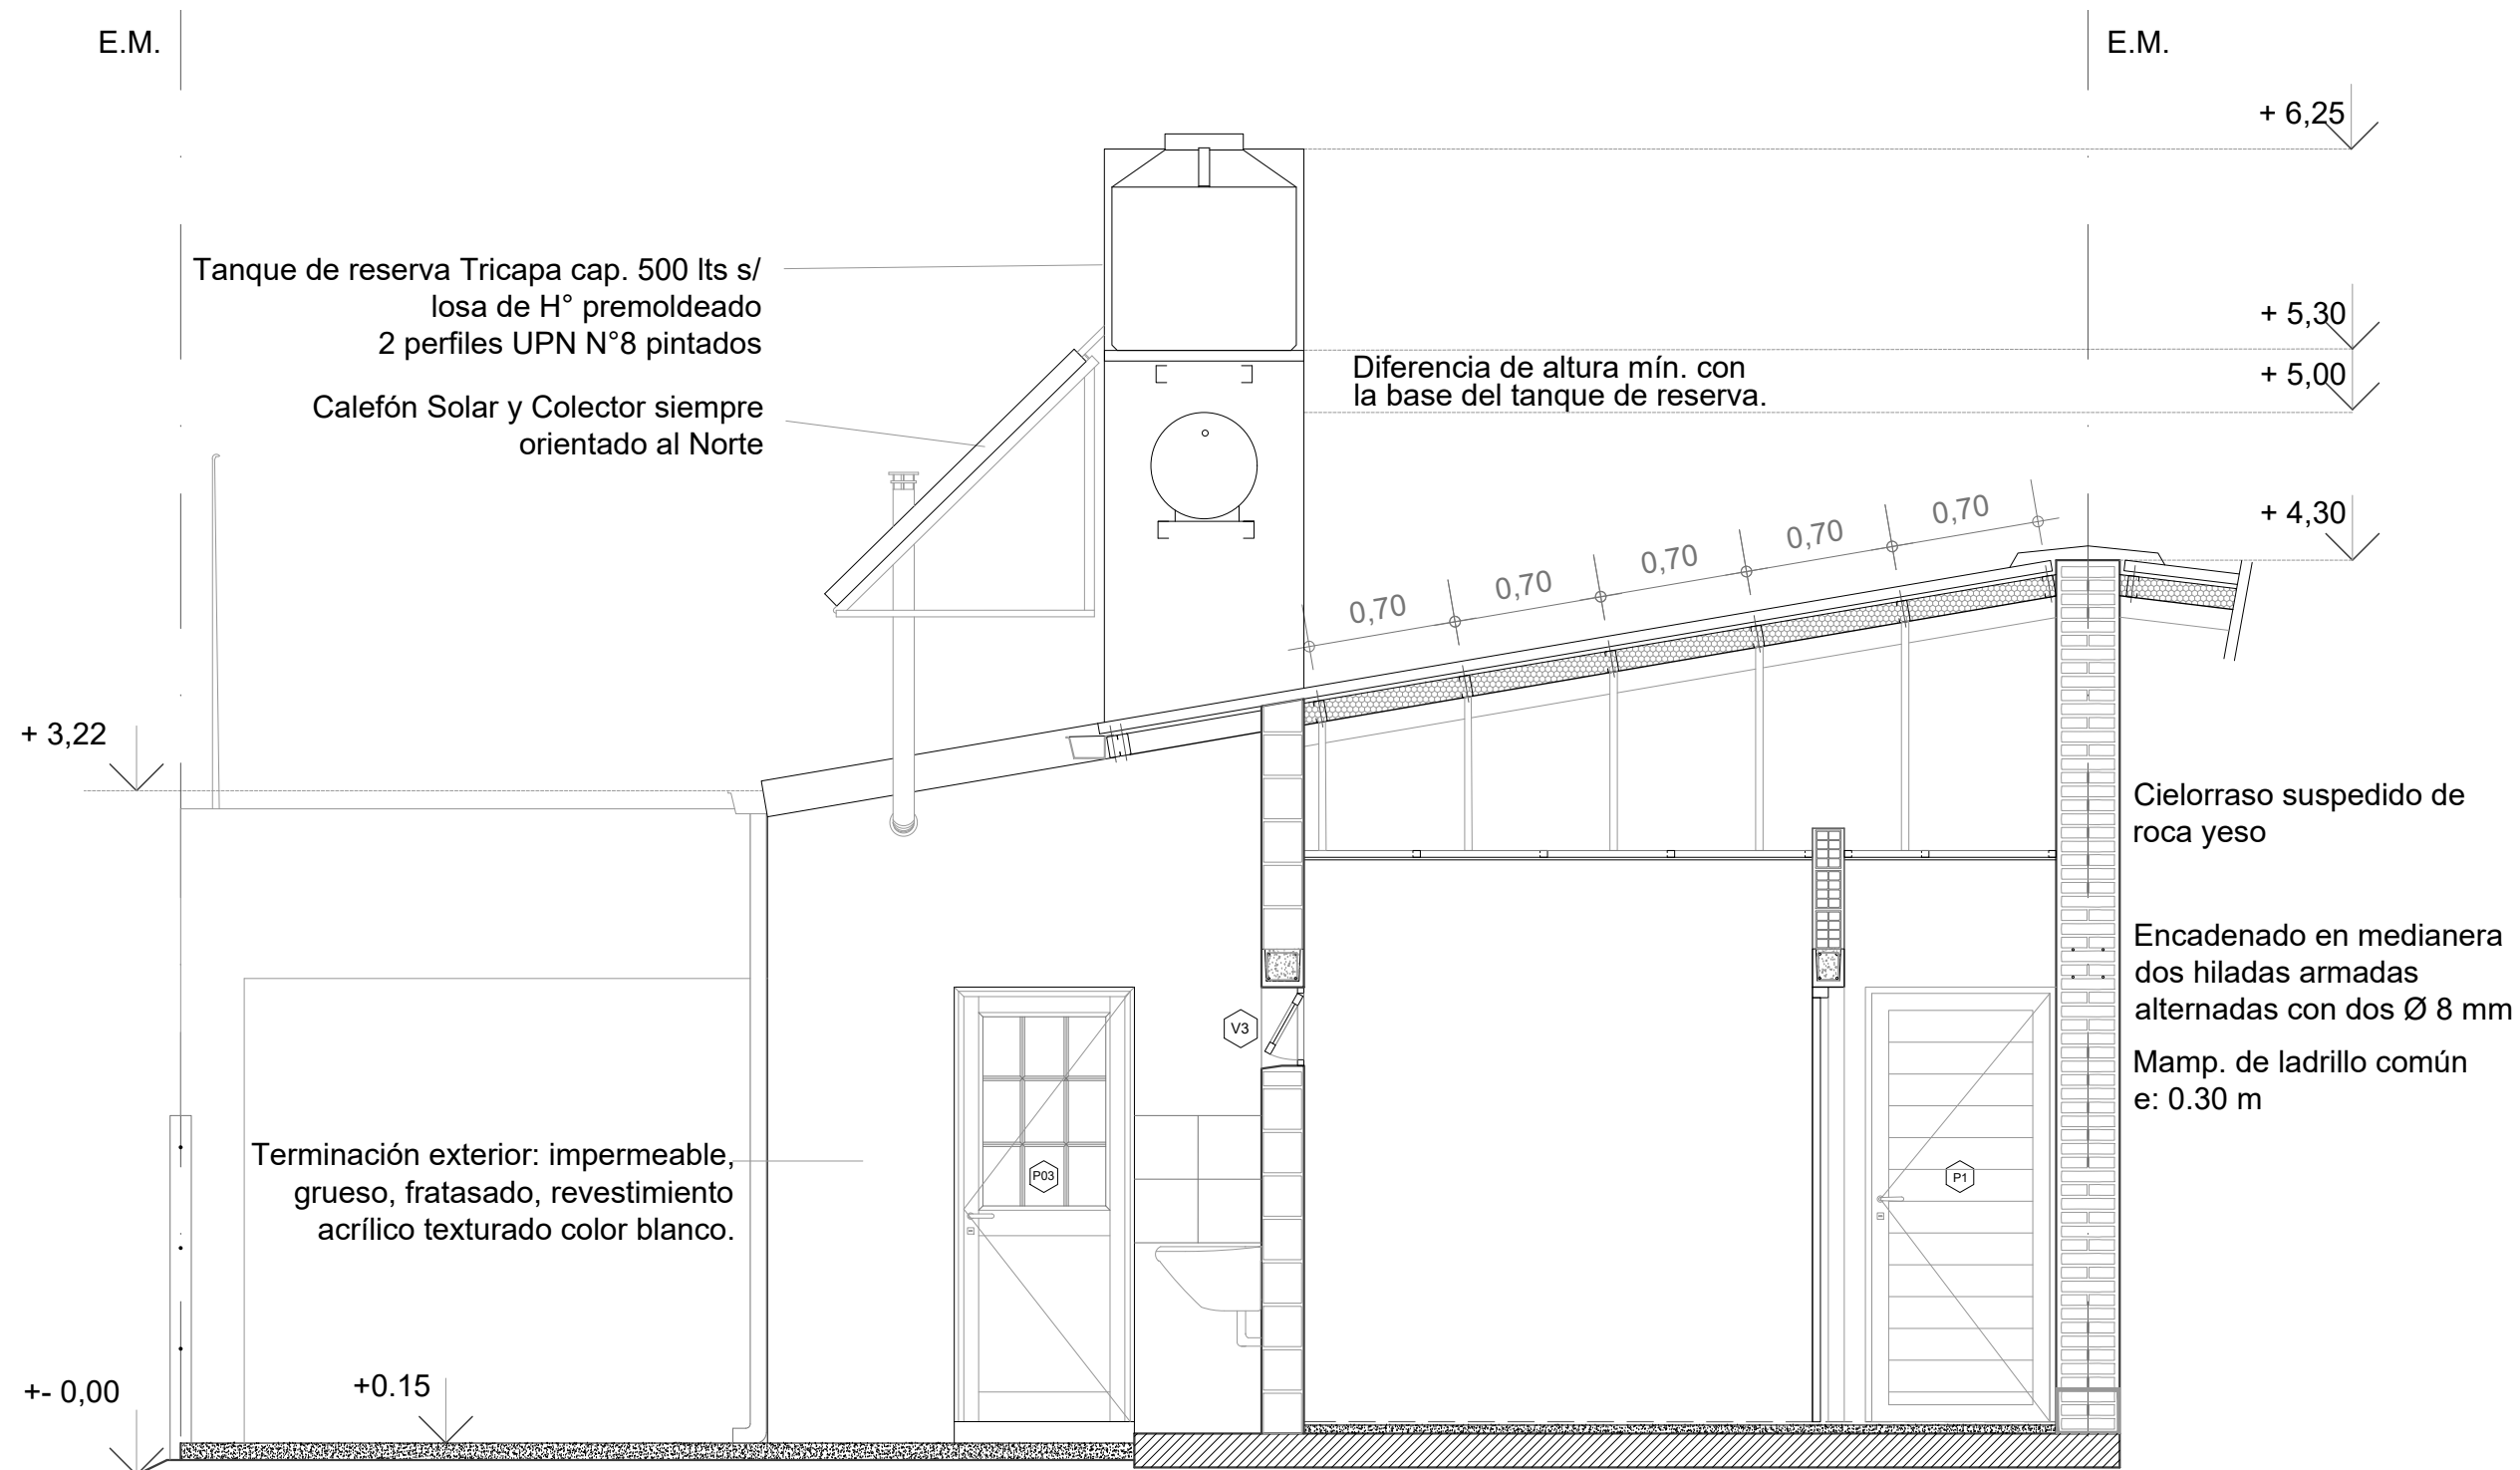 E.M.
E.M.
+ 6,25
Tanque de reserva Tricapa cap. 500 lts s/
losa de H° premoldeado
2 perfiles UPN N°8 pintados
+ 5,30
Diferencia de altura mín. con
la base del tanque de reserva.
+ 5,00
Calefón Solar y Colector siempre
orientado al Norte
+ 4,30
0,70
0,70
0,70
0,70
0,70
+ 3,22
Cielorraso suspedido de
roca yeso
Encadenado en medianera
dos hiladas armadas
alternadas con dos Ø 8 mm
V3
Mamp. de ladrillo común
e: 0.30 m
Terminación exterior: impermeable,
grueso, fratasado, revestimiento
acrílico texturado color blanco.
P03
P1
+- 0,00
+0.15